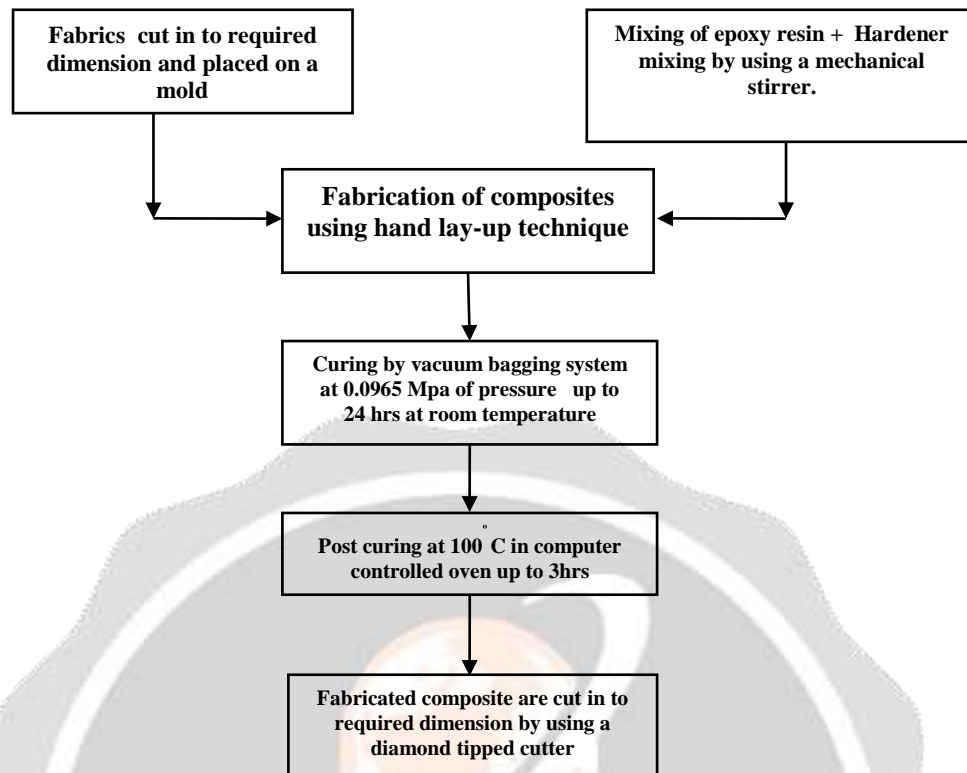 Fabrics cut in to required
dimension and placed on a
mold
Mixing of epoxy resin + Hardener
mixing by using a mechanical
stirrer.
Fabrication of composites
using hand lay-up technique
Curing by vacuum bagging system
at 0.0965 Mpa of pressure up to
24 hrs at room temperature
Post curing at 100°C in computer
controlled oven up to 3hrs
Fabricated composite are cut in to
required dimension by using a
diamond tipped cutter